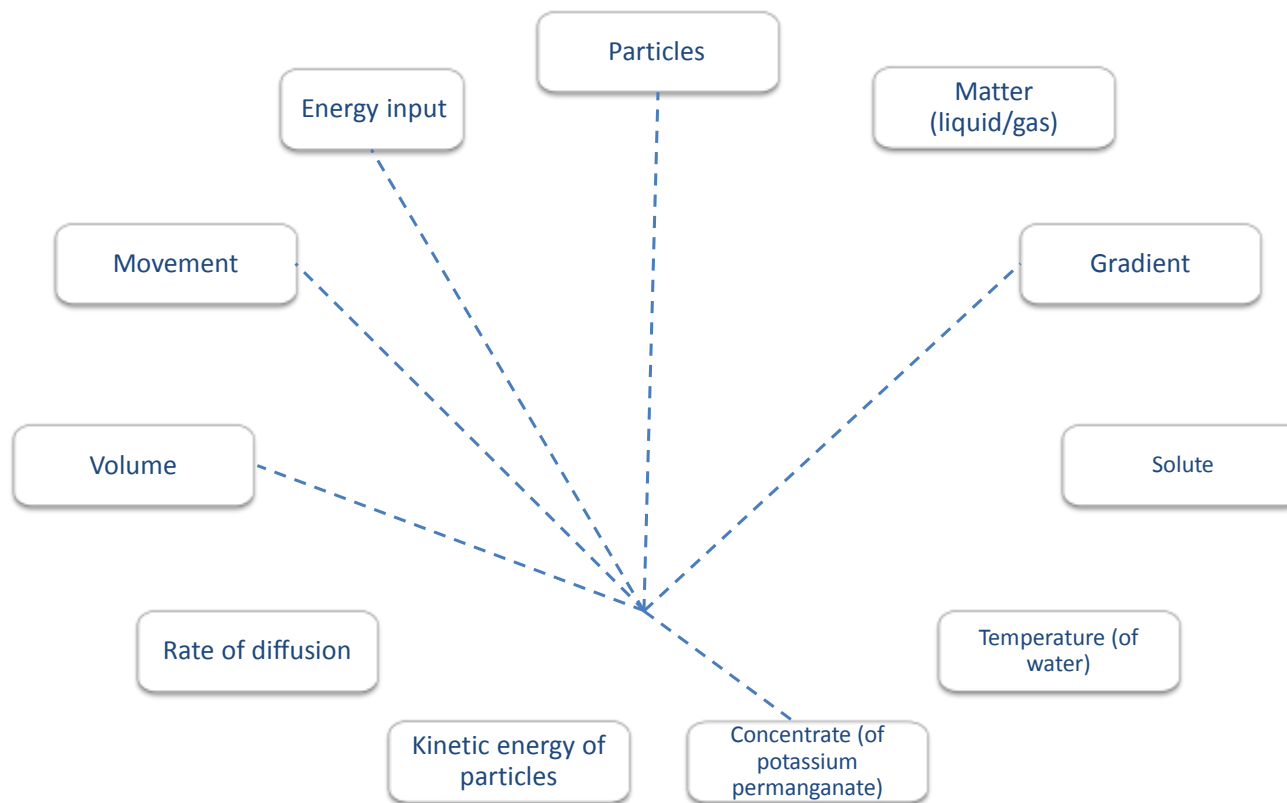 Particles
Energy input
Matter
(liquid/gas)
Movement
Gradient
Volume
Solute
Rate of diffusion
Temperature (of
water)
Kinetic energy of
particles
Concentrate (of
potassium
permanganate)